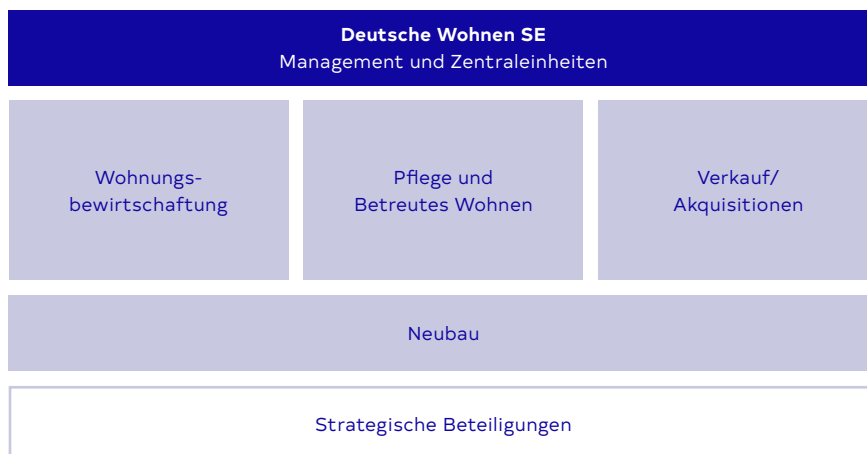 Deutsche Wohnen SE
Management und Zentraleinheiten
Wohnungs-
bewirtschaftung
Pflege und
Betreutes Wohnen
Verkauf/
Akquisitionen
Neubau
Strategische Beteiligungen